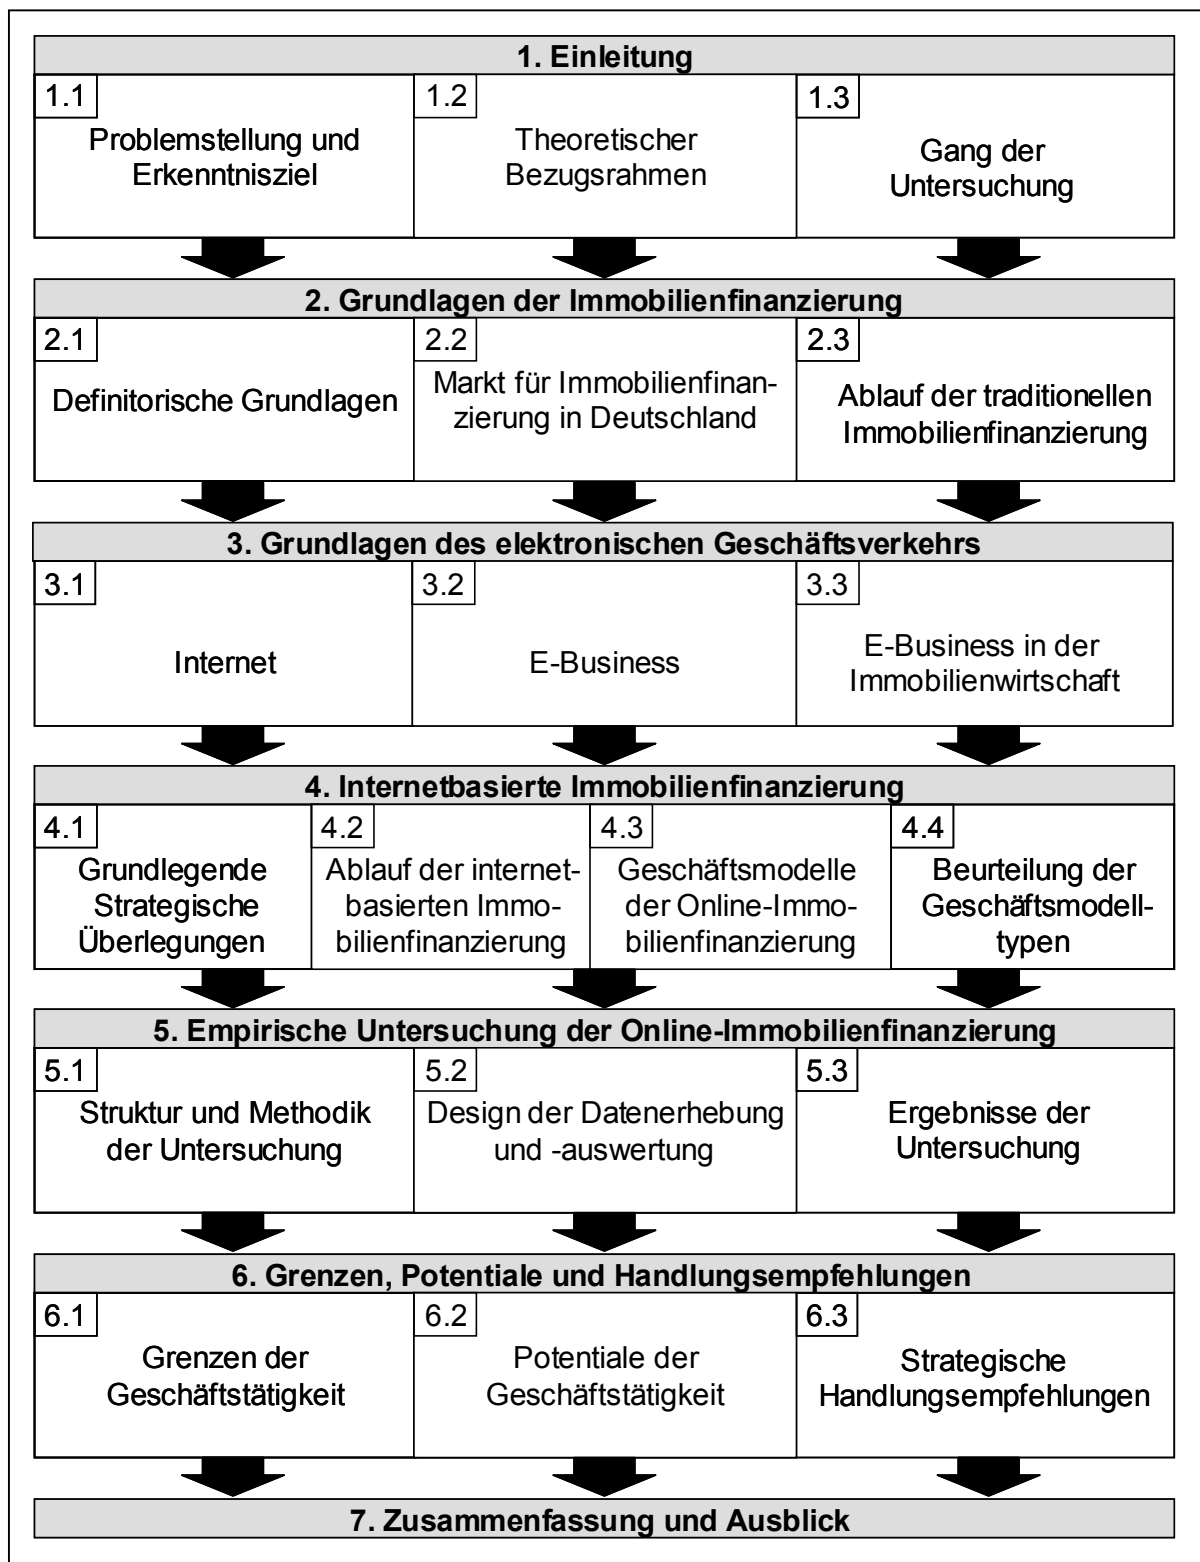 1. Einleitung
1.1
Problemstellung und
Erkenntnisziel
1.2
Theoretischer
Bezugsrahmen
1.3
Gang der
Untersuchung
2. Grundlagen der Immobilienfinanzierung
2.1
Definitorische Grundlagen
2.2
Markt für Immobilienfinan-
zierung in Deutschland
2.3
Ablauf der traditionellen
Immobilienfinanzierung
3. Grundlagen des elektronischen Geschäftsverkehrs
3.1
Internet
3.2
E-Business
3.3
E-Business in der
Immobilienwirtschaft
4. Internetbasierte Immobilienfinanzierung
4.1
Grundlegende
Strategische
Überlegungen
4.2
Ablauf der internet-
basierten Immo-
bilienfinanzierung
4.3
Geschäftsmodelle
der Online-Immo-
bilienfinanzierung
4.4
Beurteilung der
Geschäftsmodell-
typen
5. Empirische Untersuchung der Online-Immobilienfinanzierung
5.1
Struktur und Methodik
der Untersuchung
5.2
Design der Datenerhebung
und -auswertung
5.3
Ergebnisse der
Untersuchung
6. Grenzen, Potentiale und Handlungsempfehlungen
6.1
Grenzen der
Geschäftstätigkeit
6.2
Potentiale der
Geschäftstätigkeit
6.3
Strategische
Handlungsempfehlungen
7. Zusammenfassung und Ausblick